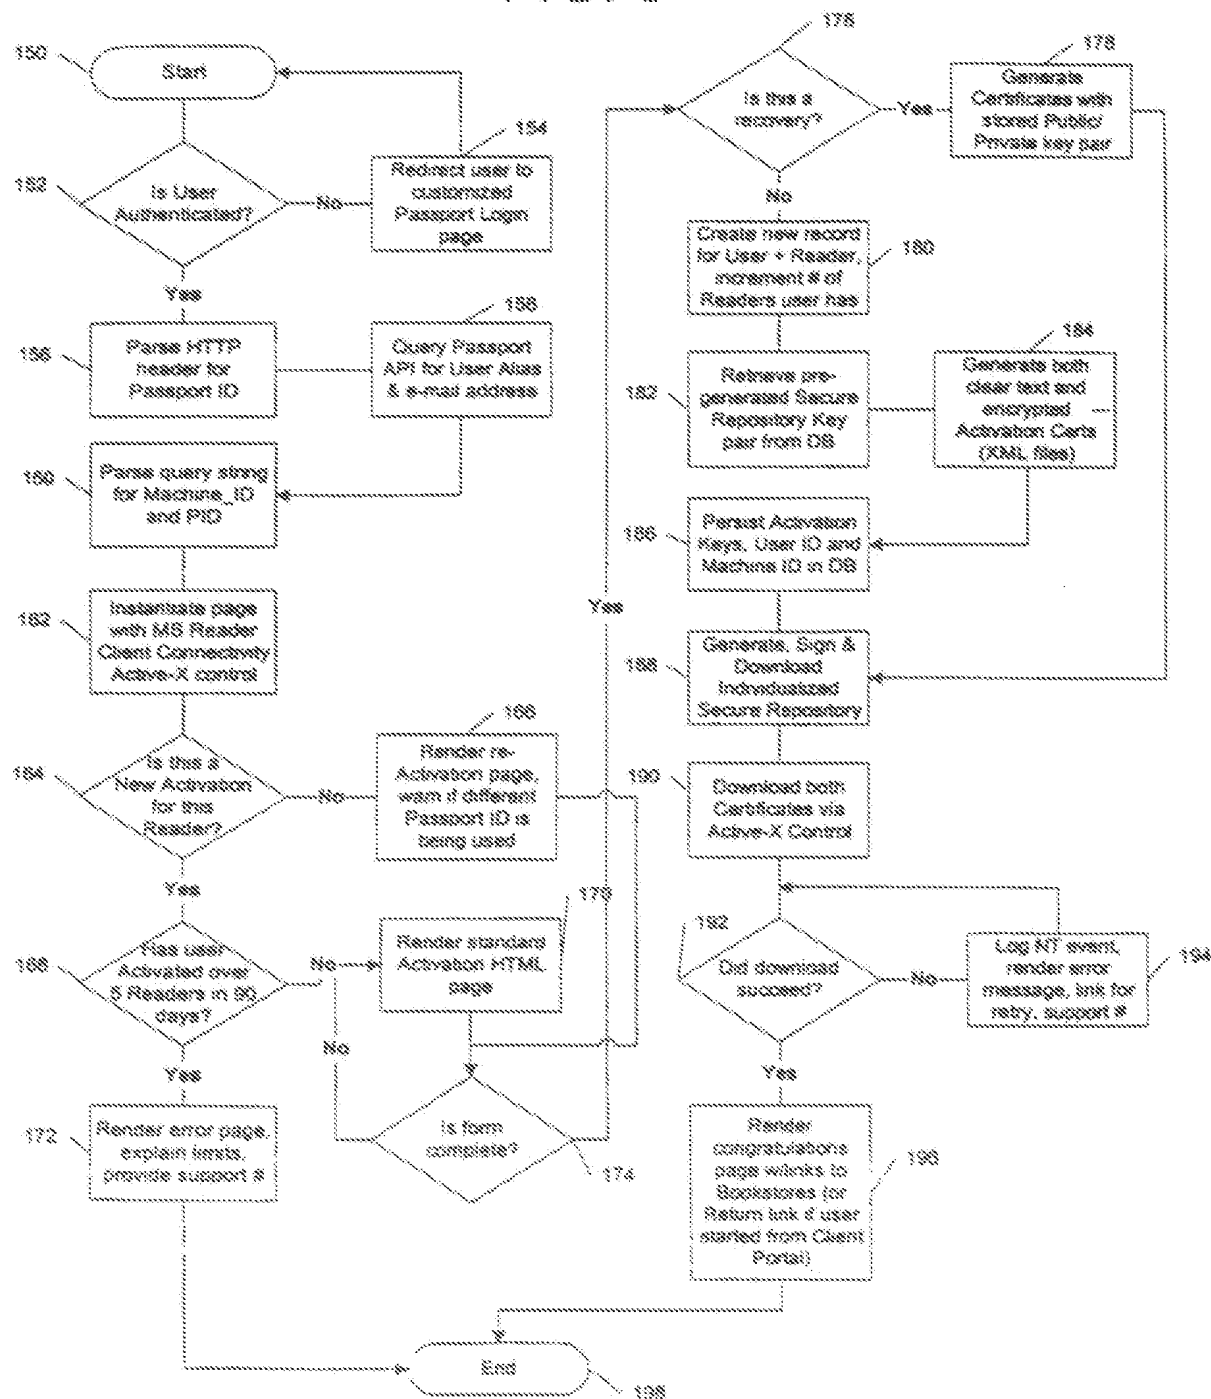 150
Start
154
Redirect user to
customized
Passport Login
page
152
Is User
Authenticated?
No
Yes
156
Parse HTTP
header for
Passport ID
158
Query Passport
API for User Alias
& e-mail address
160
Parse query string
for Machine_ID
and PID
162
Instantiate page
with MS Reader
Client Connectivity
Active-X control
164
Is this a
New Activation
for this
Reader?
No
166
Render re-
Activation page,
warn if different
Passport ID is
being used
Yes
168
Has user
Activated over
5 Readers in 90
days?
No
170
Render standard
Activation HTML
page
No
Yes
172
Render error page,
explain limits,
provide support #
Is form
complete?
174
Yes
176
Is this a
recovery?
Yes
178
Generate
Certificates with
stored Public/
Private key pair
No
Create new record
for User + Reader,
increment # of
Readers user has
180
182
Retrieve pre-
generated Secure
Repository Key
pair from DB
184
Generate both
clear text and
encrypted
Activation Certs
(XML files)
186
Persist Activation
Keys, User ID and
Machine ID in DB
188
Generate, Sign &
Download
Individualized
Secure Repository
190
Download both
Certificates via
Active-X Control
192
Did download
succeed?
No
Log NT event,
render error
message, link for
retry, support #
194
Yes
Render
congratulations
page w/links to
Bookstores (or
Return link if user
started from Client
Portal)
196
End
198